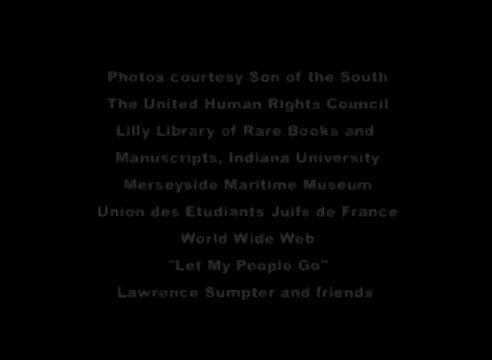 Photos courtesy Son of the South
The United Human Rights Council
Lilly Library of Rare Books and
Manuscripts, Indiana University
Merseyside Maritime Museum
Union des Etudiants Juifs de France
World Wide Web
"Let My People Go"
Lawrence Sumpter and friends